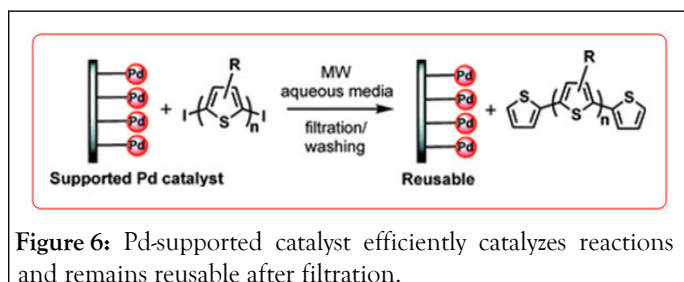 Pd
Pd
Pd
Pd
+
I
R
S
n
I
MW
aqueous media
filtration/
washing
Pd
Pd
Pd
Pd
+
S
R
S
n
S
Supported Pd catalyst
Reusable
Figure 6: Pd-supported catalyst efficiently catalyzes reactions
and remains reusable after filtration.